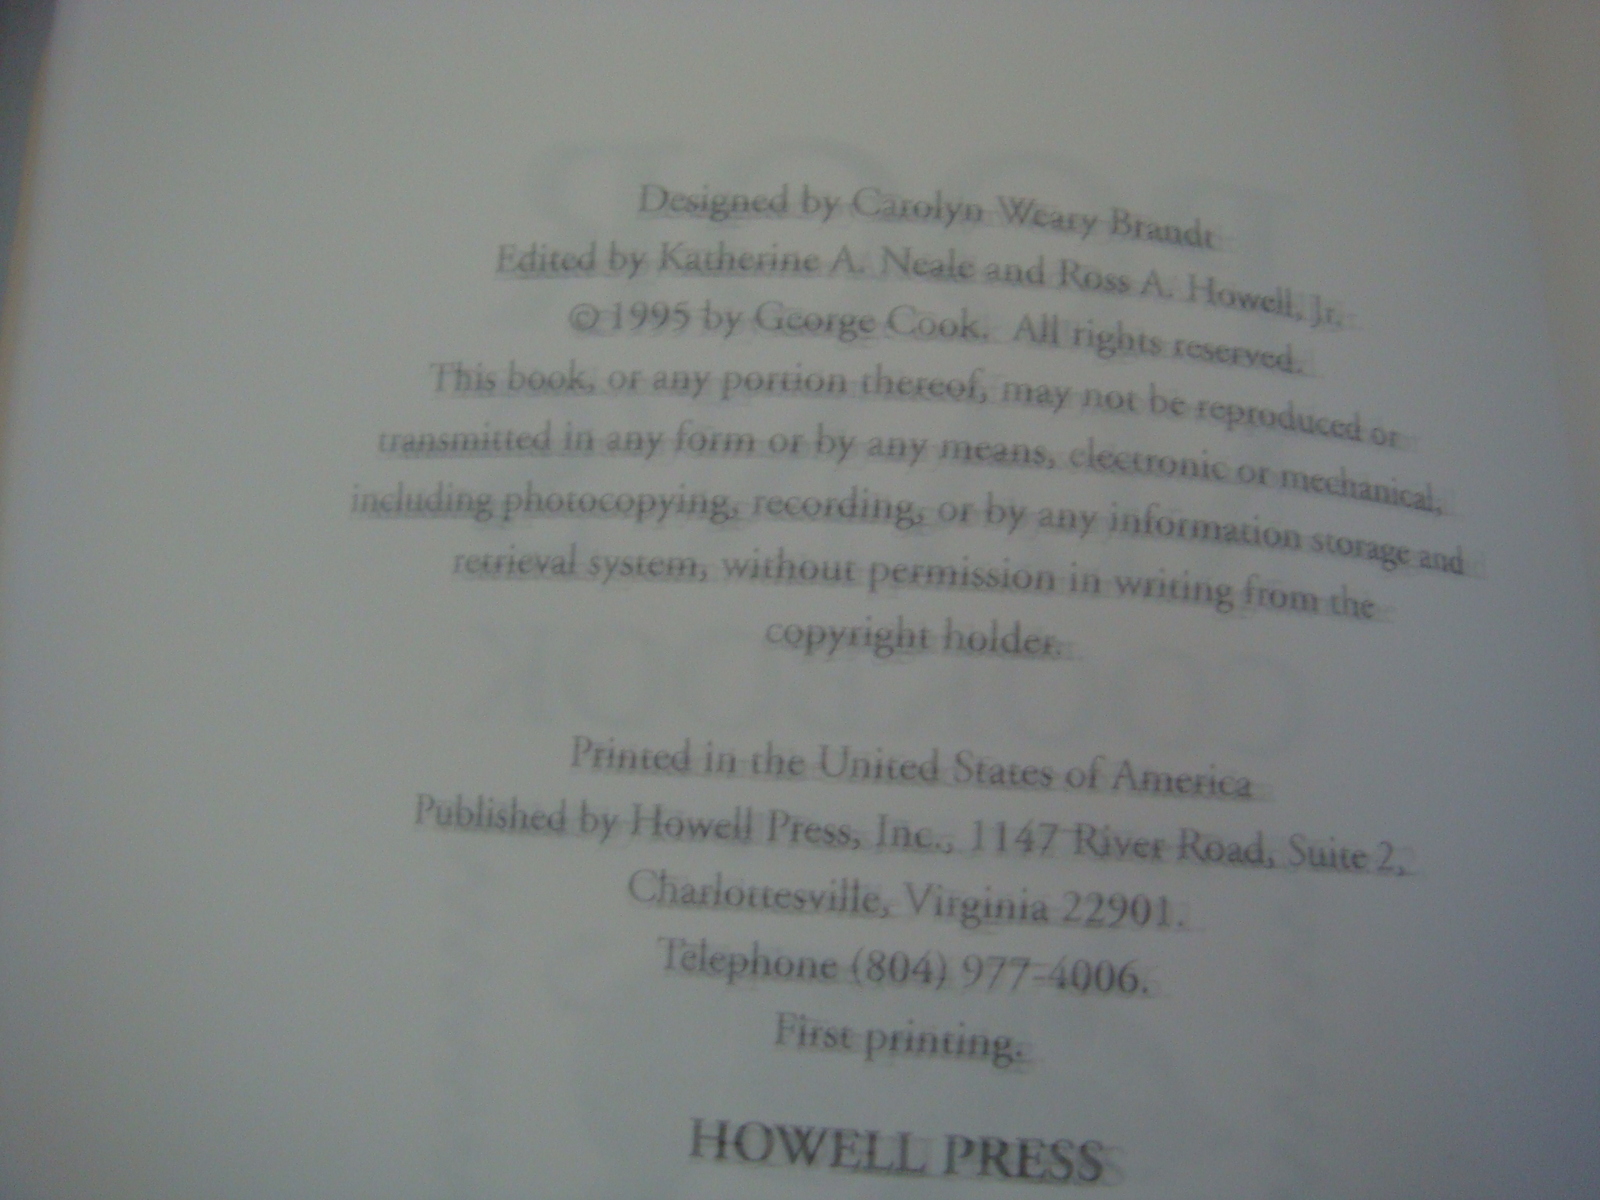 Designed by Carolyn Weary Brandt
Edited by Katherine A. Neale and Ross A. Howell, Jr.
©1995 by George Cook. All rights reserved.
This book, or any portion thereof, may not be reproduced or
transmitted in any form or by any means, electronic or mechanical,
including photocopying, recording, or by any information storage and
retrieval system, without permission in writing from the
copyright holder.
Printed in the United States of America
Published by Howell Press, Inc., 1147 River Road, Suite 2,
Charlottesville, Virginia 22901.
Telephone (804) 977-4006.
First printing.
HOWELL PRESS